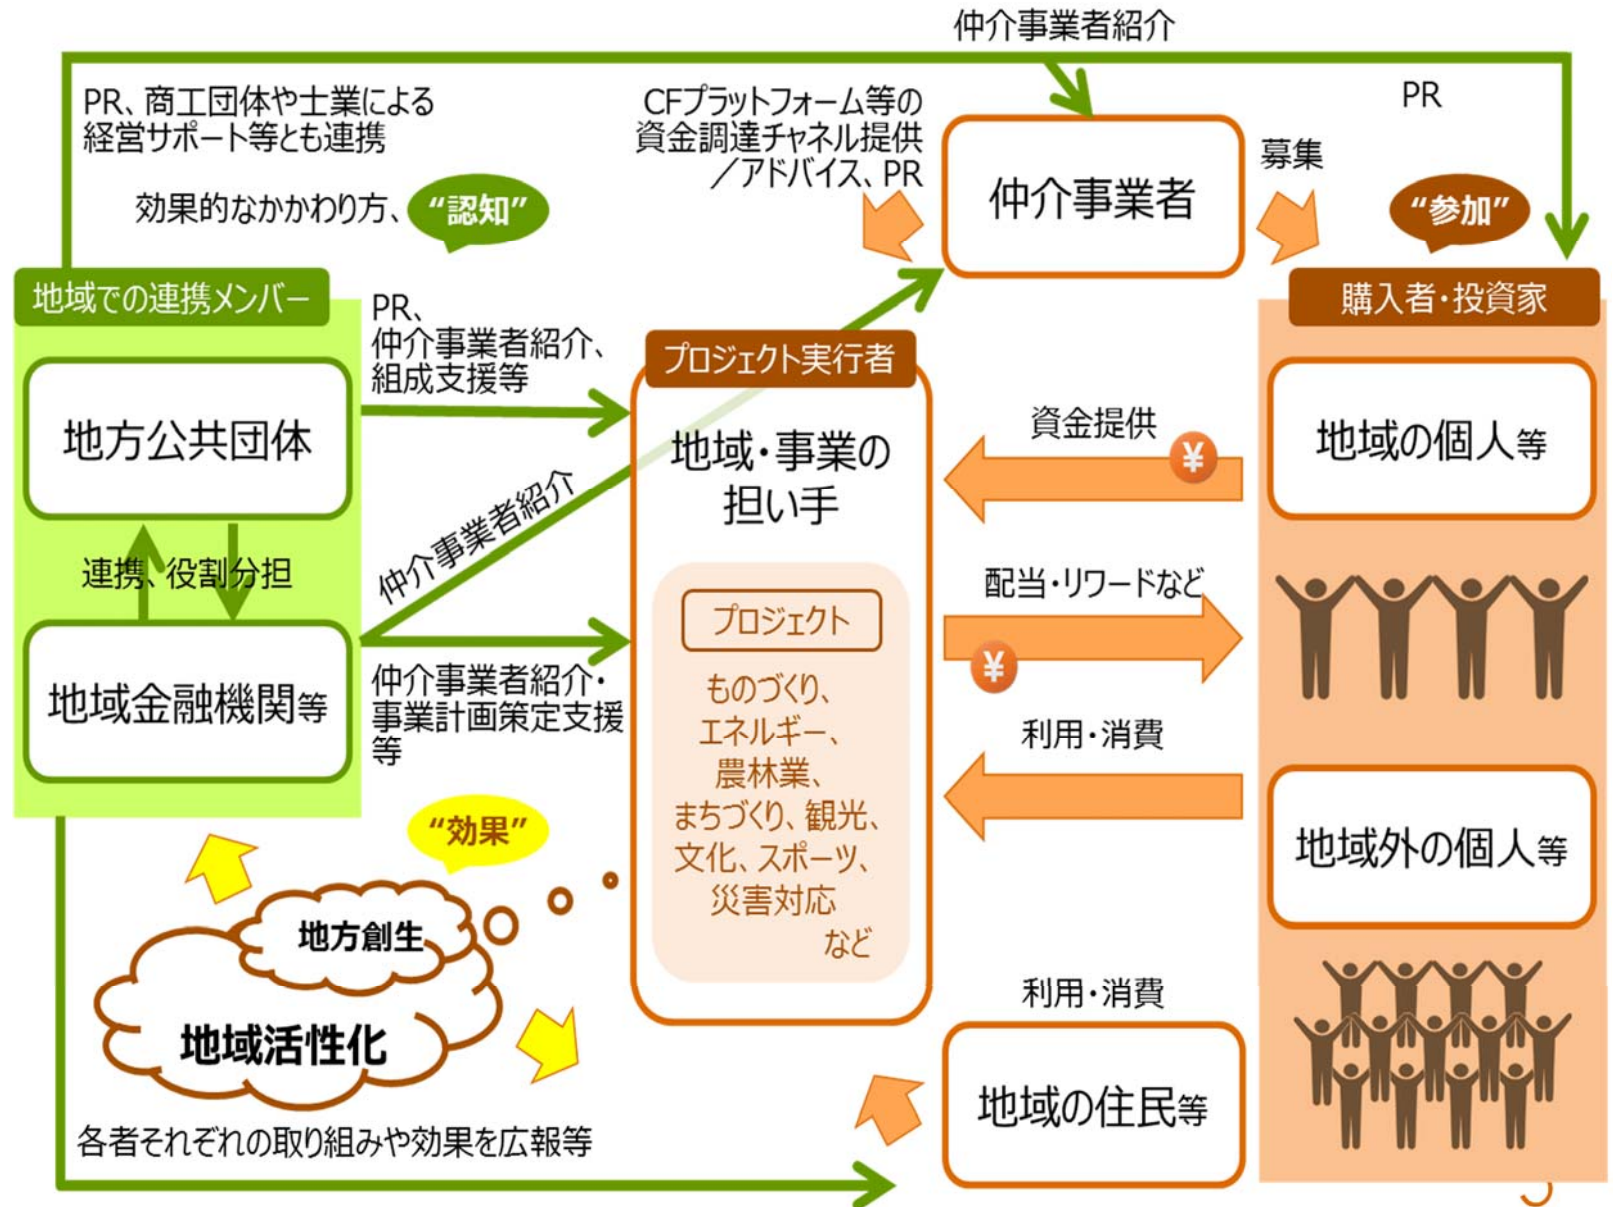 仲介事業者紹介
PR、商工団体や士業による
経営サポート等とも連携
効果的なかかわり方、
“認知”
CFプラットフォーム等の
資金調達チャネル提供
／アドバイス、PR
仲介事業者
募集
PR
“参加”
地域での連携メンバー
地方公共団体
連携、役割分担
地域金融機関等
PR、
仲介事業者紹介、
組成支援等
仲介事業者紹介
仲介事業者紹介・
事業計画策定支援
等
プロジェクト実行者
地域・事業の
担い手
プロジェクト
ものづくり、
エネルギー、
農林業、
まちづくり、観光、
文化、スポーツ、
災害対応
など
資金提供
¥
配当・リワードなど
¥
利用・消費
購入者・投資家
地域の個人等
地域外の個人等
“効果”
地方創生
地域活性化
各者それぞれの取り組みや効果を広報等
利用・消費
地域の住民等